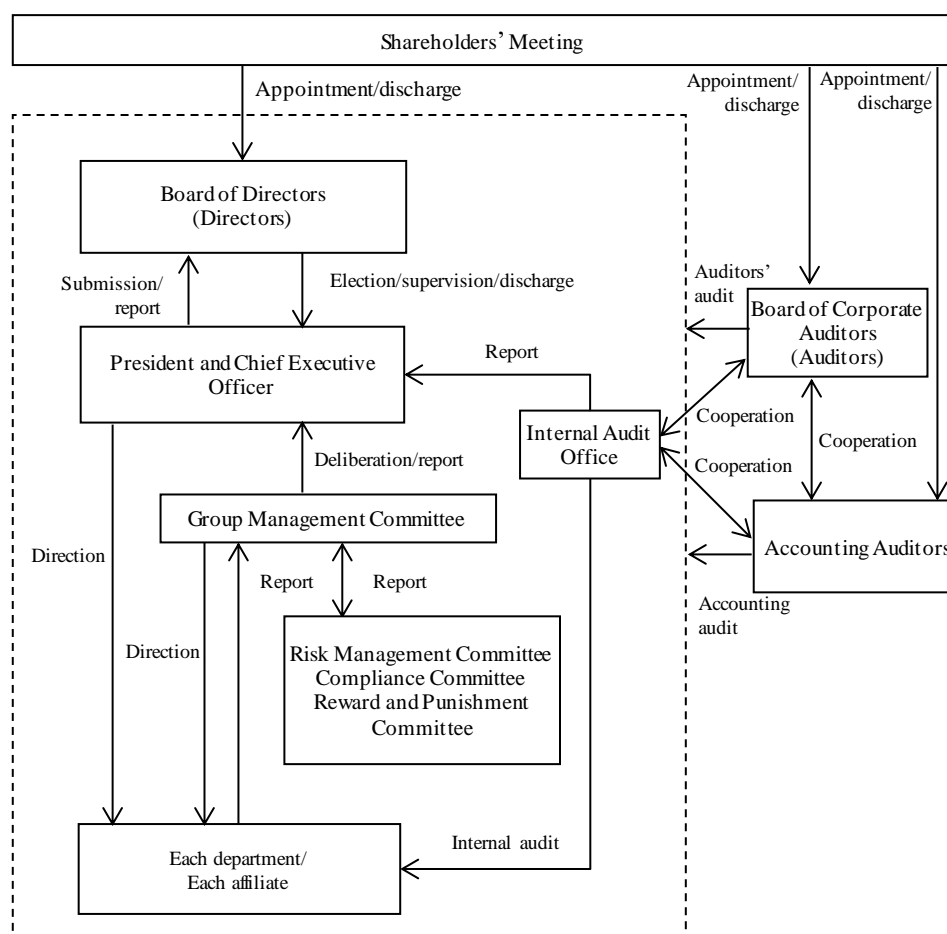 Shareholders’ Meeting
Appointment/discharge
Appointment/
discharge
Appointment/
discharge
Board of Directors
(Directors)
Submission/
report
Election/supervision/discharge
Auditors’
audit
Board of Corporate
Auditors
(Auditors)
President and Chief Executive
Officer
Report
Cooperation
Internal Audit
Office
Cooperation
Cooperation
Deliberation/report
Group Management Committee
Accounting Auditors
Direction
Report
Report
Accounting
audit
Direction
Risk Management Committee
Compliance Committee
Reward and Punishment
Committee
Internal audit
Each department/
Each affiliate